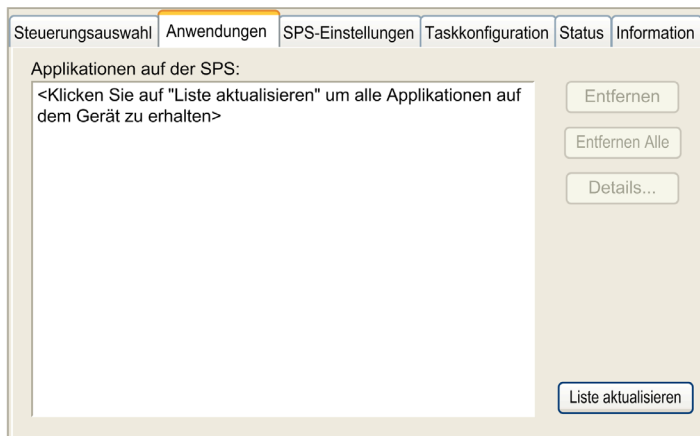 Steuerungsauswahl Anwendungen SPS-Einstellungen Taskkonfiguration Status Information
Applikationen auf der SPS:
<Klicken Sie auf "Liste aktualisieren" um alle Applikationen auf
dem Gerät zu erhalten>
Entfernen
Entfernen Alle
Details...
Liste aktualisieren